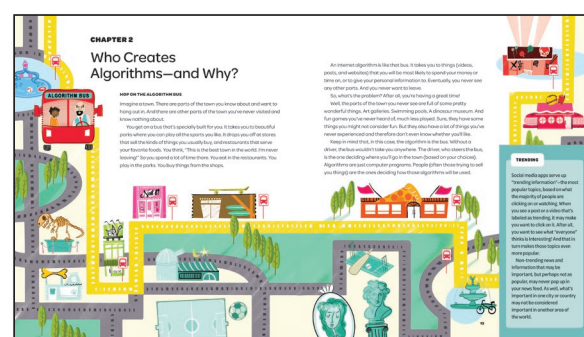 CHAPTER 2
Who Creates
Algorithms—and Why?
ALGORITHM BUS
HOP ON THE ALGORITHM BUS
Imagine a town. There are parts of the town you know about and want to
hang out in. And there are other parts of the town you've never visited and
know nothing about.
You get on a bus that's specially built for you. It takes you to beautiful
parks where you can play all the sports you like. It drops you off at stores
that sell the kinds of things you usually buy, and restaurants that serve
your favorite foods. You think, "This is the best town in the world. I'm never
leaving!" So you spend a lot of time there. You eat in the restaurants. You
play in the parks. You buy things from the shops.
An internet algorithm is like that bus. It takes you to things (videos,
posts, and websites) that you will be most likely to spend your money or
time on, or to give your personal information to. Eventually, you never see
any other parts. And you never want to leave.
So, what's the problem? After all, you're having a great time!
Well, the parts of the town you never see are full of some pretty
wonderful things. Art galleries. Swimming pools. A dinosaur museum. And
fun games you've never heard of, much less played. Sure, they have some
things you might not consider fun. But they also have a lot of things you've
never experienced and therefore don't even know whether you'll like.
Keep in mind that, in this case, the algorithm is the bus. Without a
driver, the bus wouldn't take you anywhere. The driver, who steers the bus,
is the one deciding where you'll go in the town (based on your choices).
Algorithms are just computer programs. People (often those trying to sell
you things) are the ones deciding how those algorithms will be used.
TRENDING
Social media apps serve up
"trending information"—the most
popular topics, based on what
the majority of people are
clicking on or watching. When
you see a post or a video that's
labeled as trending, it may make
you want to click on it. After all,
you want to see what "everyone"
thinks is interesting! And that in
turn makes those topics even
more popular.
Non-trending news and
information that may be
important, but perhaps not as
popular, may never pop up in
your news feed. As well, what's
important in one city or country
may not be considered
important in another area of
the world.